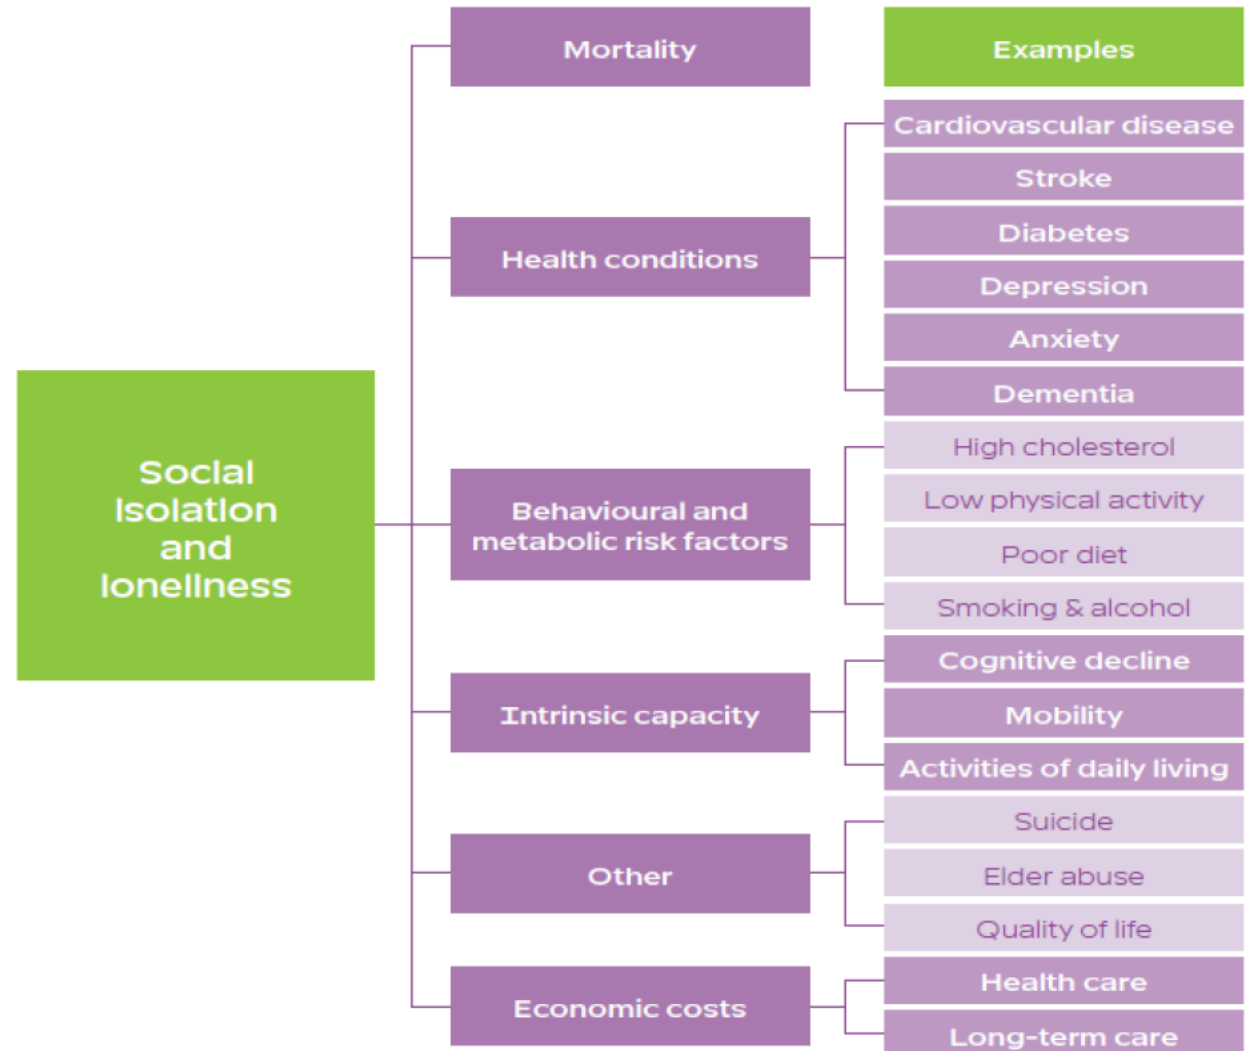 Mortality
Examples
Cardiovascular disease
Stroke
Health conditions
Diabetes
Depression
Anxiety
Dementia
Social
Isolation
and
loneliness
Behavioural and
metabolic risk factors
High cholesterol
Low physical activity
Poor diet
Smoking & alcohol
Intrinsic capacity
Cognitive decline
Mobility
Activities of daily living
Other
Suicide
Elder abuse
Quality of life
Economic costs
Health care
Long-term care